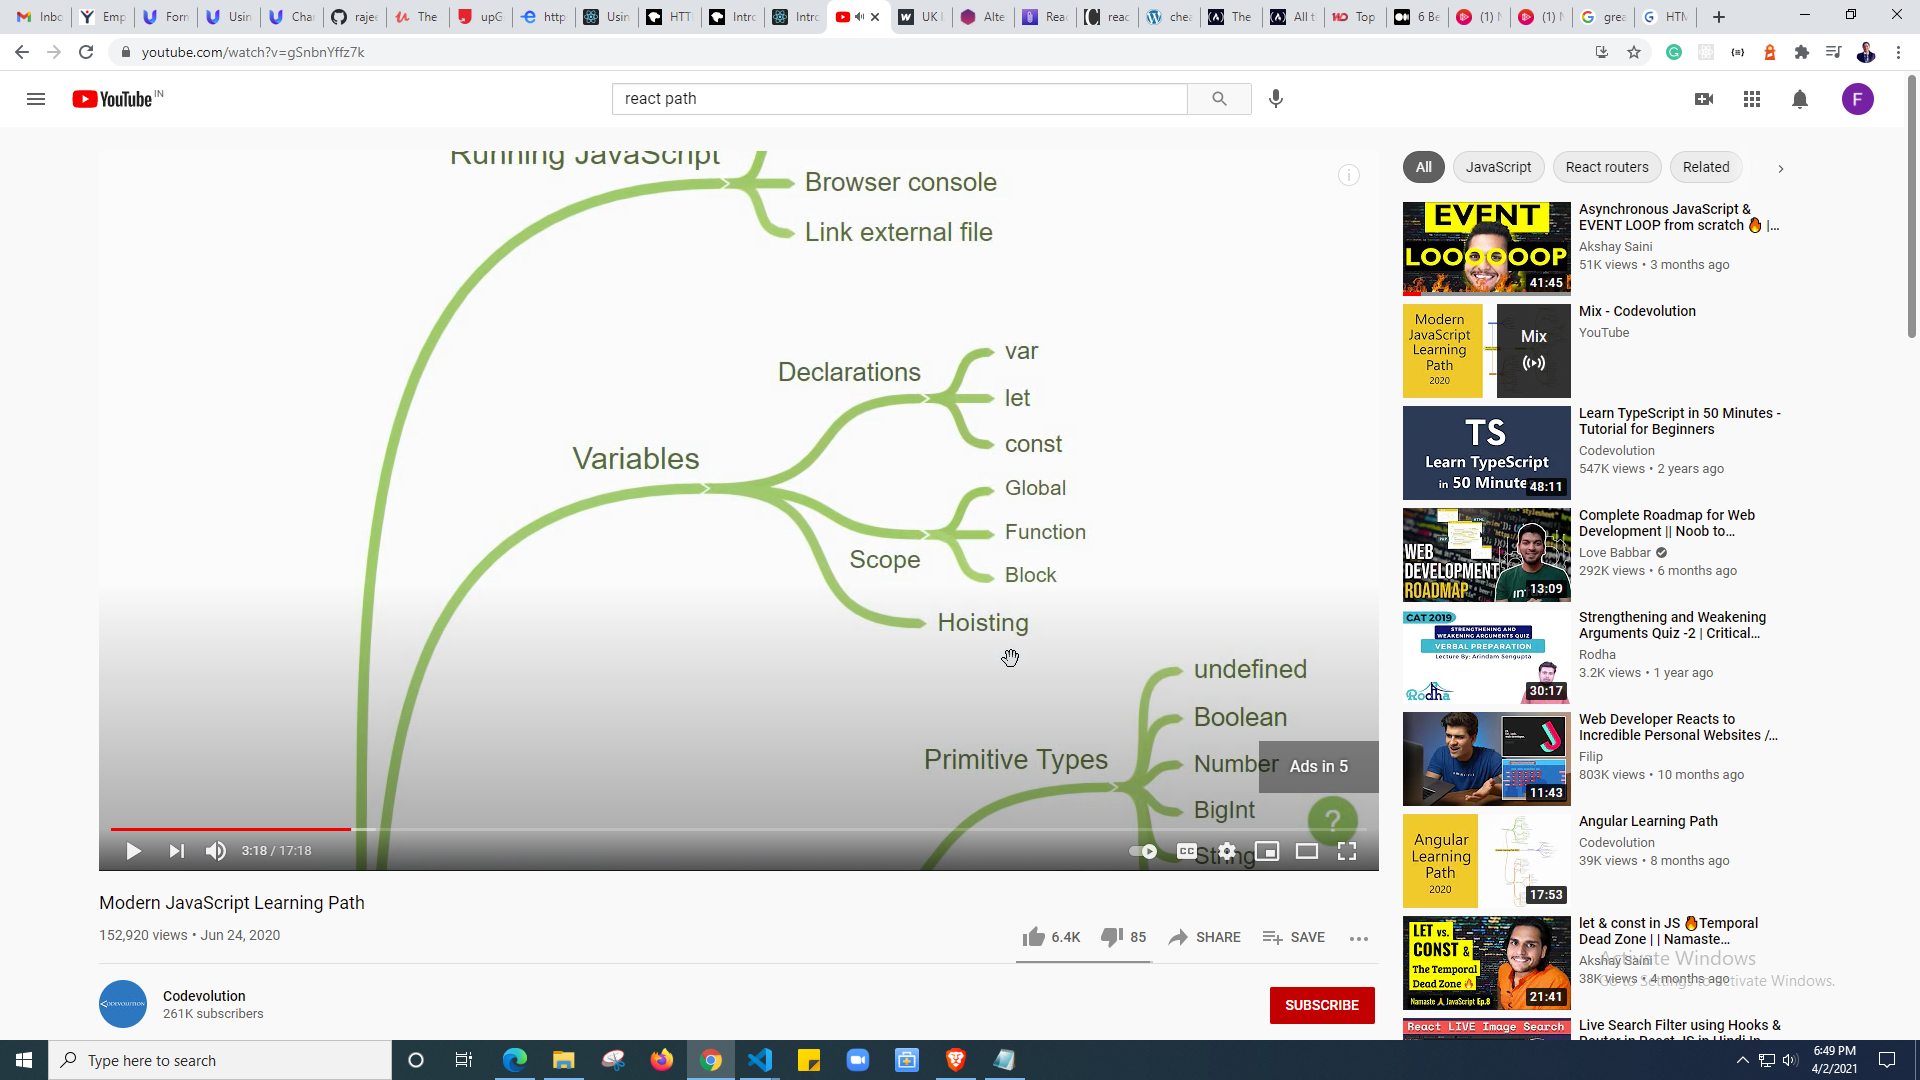 Inbo
Emp
Forn
Usin
Cha
rajee
The
upG
http
Usin
HTT
Intro
Intro
UK I
Alte
Rea
reac
che
The
All t
Top
6 Be
(1) 
(1) 
grea
HTM
youtube.com/watch?v=gSnbnYffz7k
YouTube IN
react path
F
Running JavaScript
Browser console
Link external file
Declarations
var
let
const
Variables
Global
Function
Scope
Block
Hoisting
undefined
Boolean
Primitive Types
Number
BigInt
String
Ads in 5
?
3:18 / 17:18
CC
Modern JavaScript Learning Path
152,920 views • Jun 24, 2020
6.4K
85
SHARE
SAVE
CODEVOLUTION
Codevolution
261K subscribers
SUBSCRIBE
All
JavaScript
React routers
Related
EVENT
LOOOOOOP
41:45
Asynchronous JavaScript &
EVENT LOOP from scratch 🔥 |...
Akshay Saini
51K views • 3 months ago
Modern
JavaScript
Learning
Path
2020
Mix
Mix - Codevolution
YouTube
TS
Learn TypeScript
in 50 Minutes
48:11
Learn TypeScript in 50 Minutes -
Tutorial for Beginners
Codevolution
547K views • 2 years ago
WEB
DEVELOPMENT
ROADMAP
13:09
Complete Roadmap for Web
Development || Noob to...
Love Babbar
292K views • 6 months ago
CAT 2019
STRENGTHENING AND
WEAKENING ARGUMENTS QUIZ
VERBAL PREPARATION
Lecture By: Arindam Sengupta
Rodha
30:17
Strengthening and Weakening
Arguments Quiz -2 | Critical...
Rodha
3.2K views • 1 year ago
11:43
Web Developer Reacts to
Incredible Personal Websites /...
Filip
803K views • 10 months ago
Angular
Learning
Path
2020
17:53
Angular Learning Path
Codevolution
39K views • 8 months ago
LET vs.
CONST &
The Temporal
Dead Zone 🔥
Namaste 🙏 JavaScript Ep.8
21:41
let & const in JS 🔥Temporal
Dead Zone | | Namaste...
Akshay Saini
38K views • 4 months ago
Activate Windows
Go to Settings to activate Windows.
React LIVE Image Search
Live Search Filter using Hooks &
Router in React JS in Hindi In
Type here to search
6:49 PM
4/2/2021